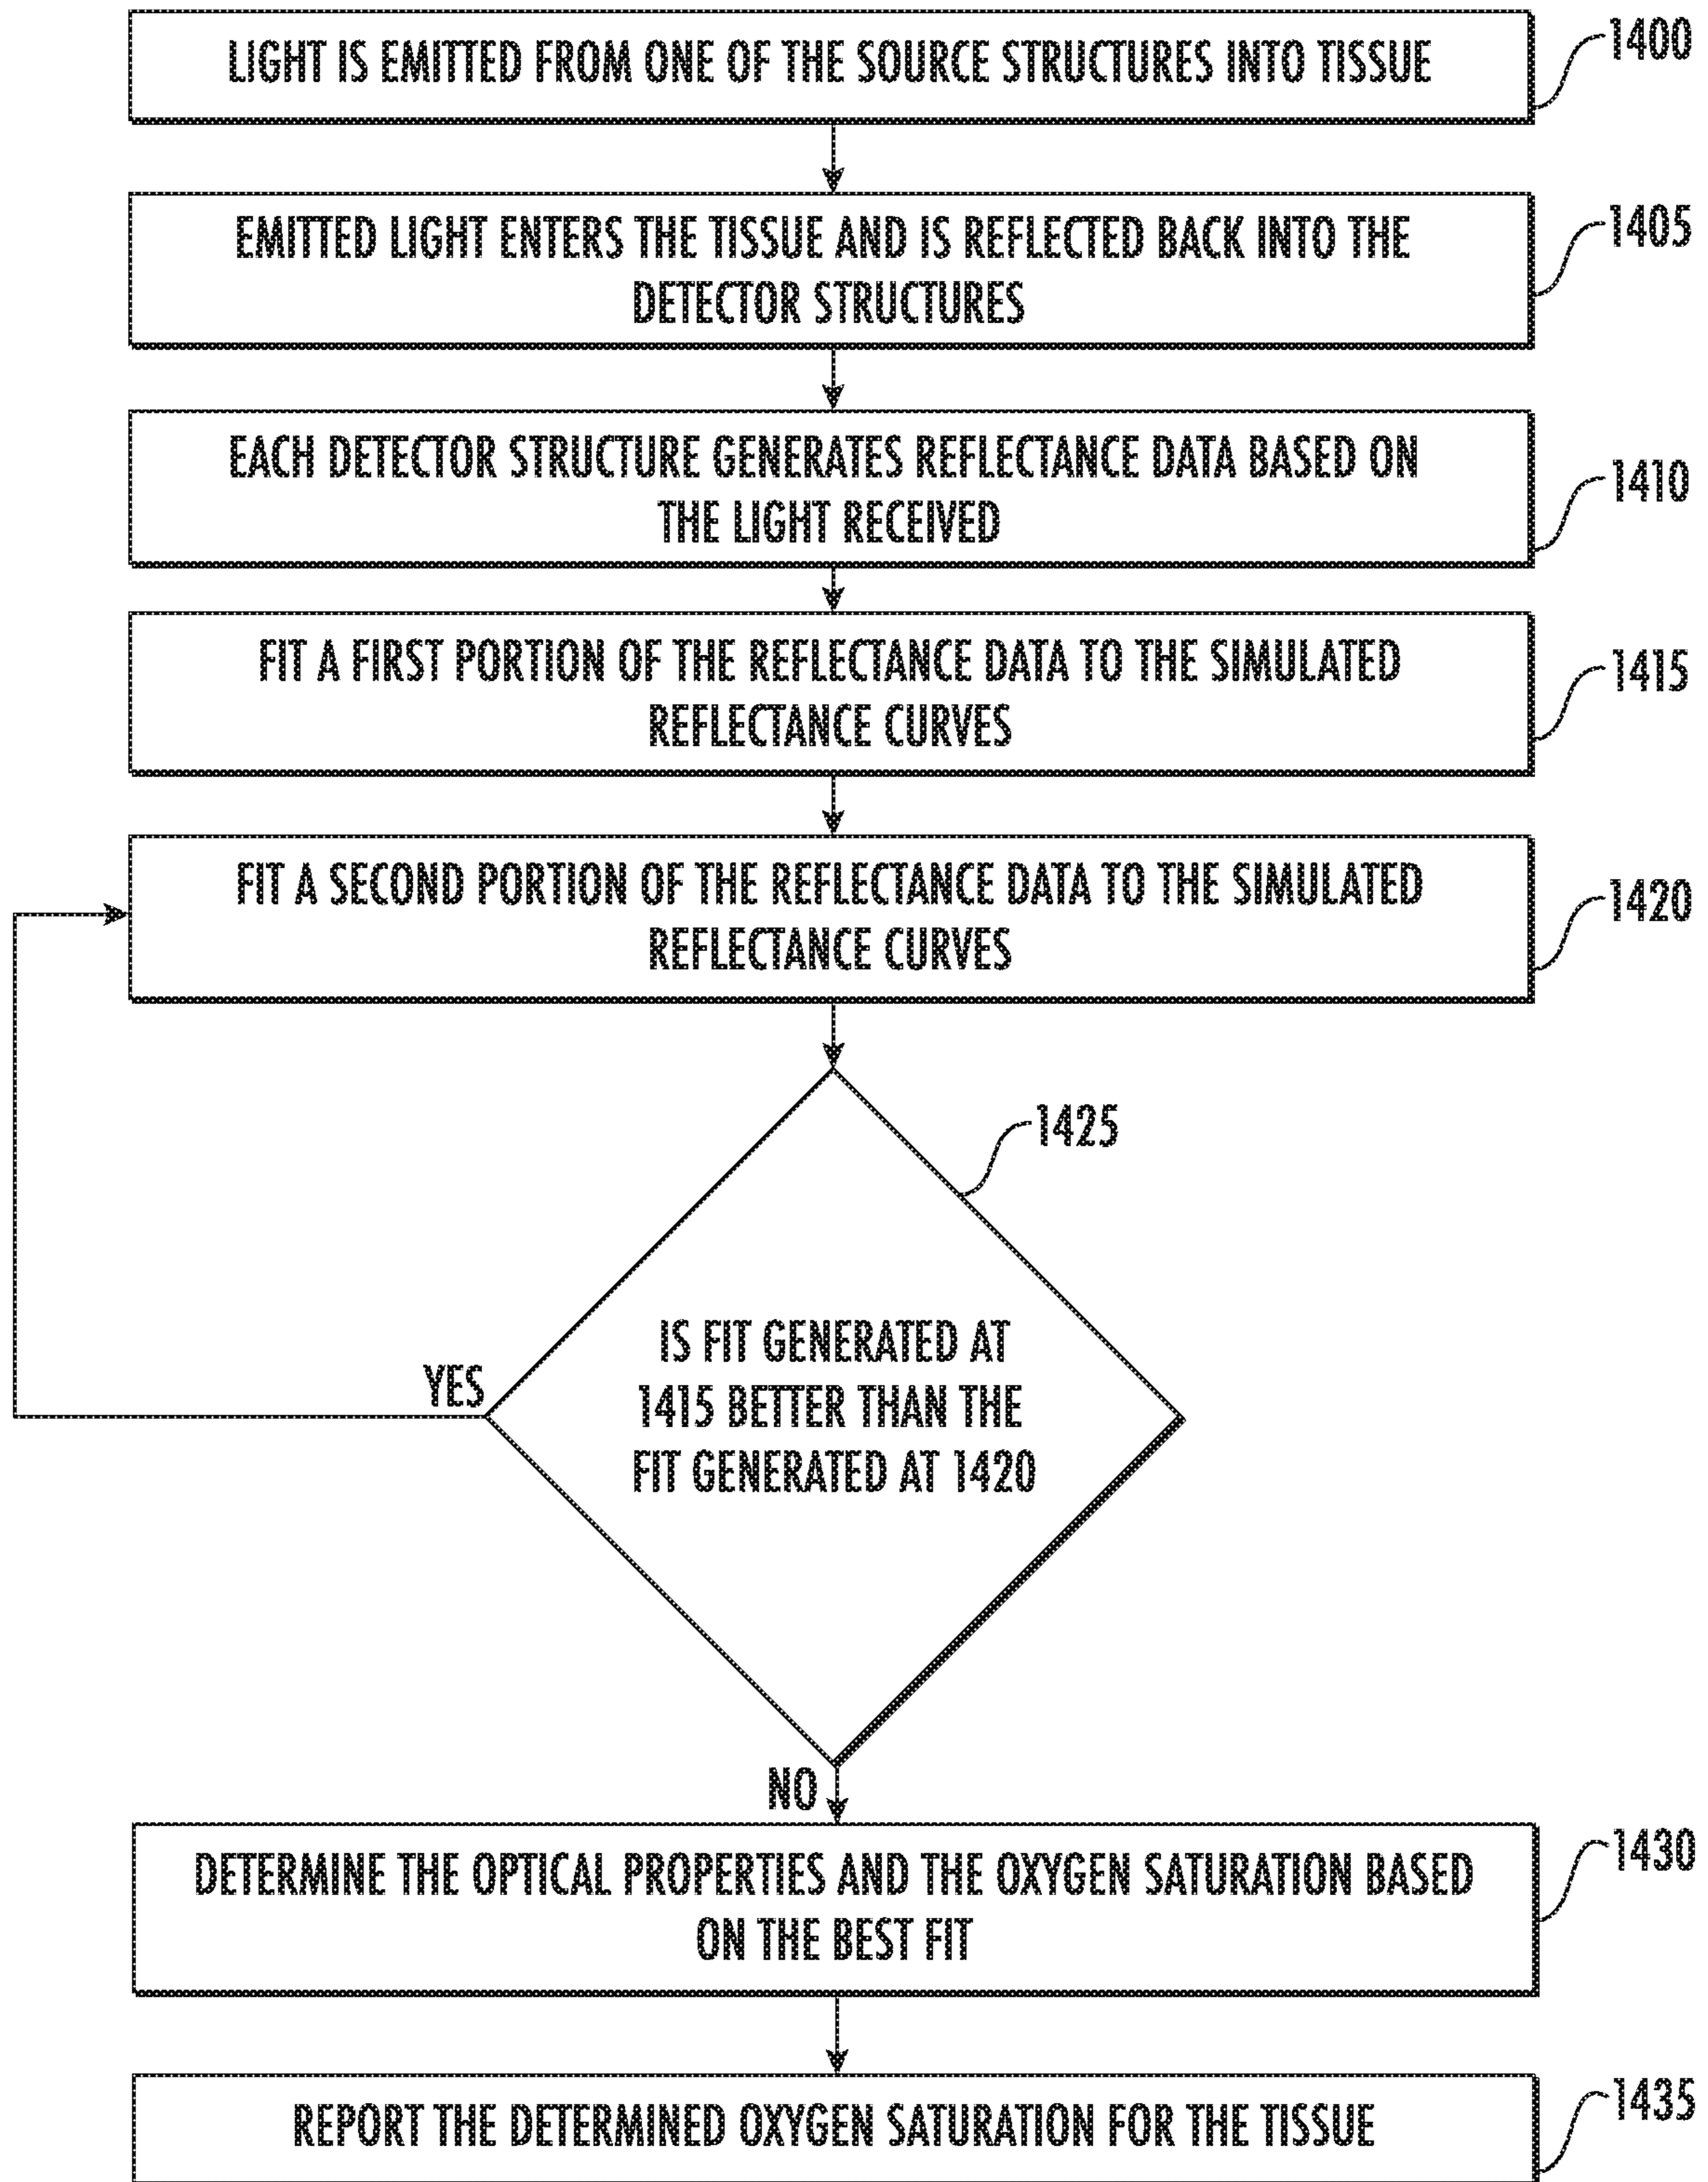 LIGHT IS EMITTED FROM ONE OF THE SOURCE STRUCTURES INTO TISSUE
1400
EMITTED LIGHT ENTERS THE TISSUE AND IS REFLECTED BACK INTO THE
DETECTOR STRUCTURES
1405
EACH DETECTOR STRUCTURE GENERATES REFLECTANCE DATA BASED ON
THE LIGHT RECEIVED
1410
FIT A FIRST PORTION OF THE REFLECTANCE DATA TO THE SIMULATED
REFLECTANCE CURVES
1415
FIT A SECOND PORTION OF THE REFLECTANCE DATA TO THE SIMULATED
REFLECTANCE CURVES
1420
1425
IS FIT GENERATED AT
1415 BETTER THAN THE
FIT GENERATED AT 1420
YES
NO
DETERMINE THE OPTICAL PROPERTIES AND THE OXYGEN SATURATION BASED
ON THE BEST FIT
1430
REPORT THE DETERMINED OXYGEN SATURATION FOR THE TISSUE
1435